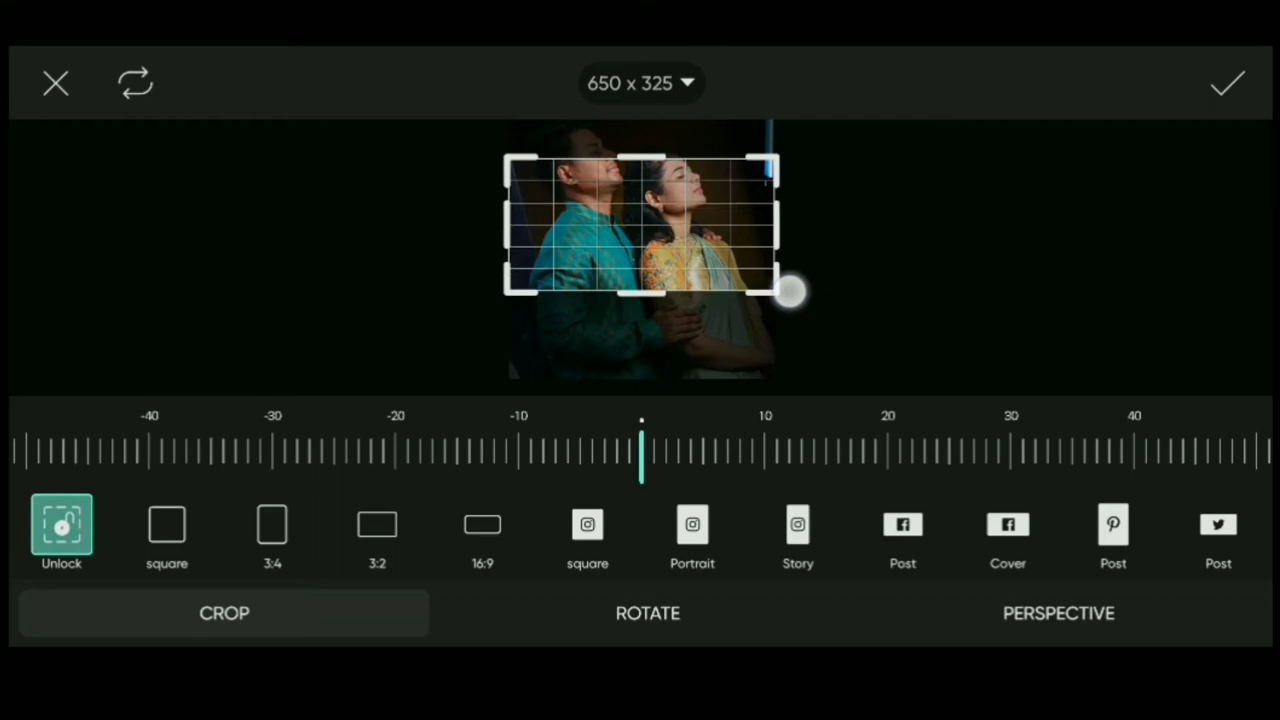 650 x 325
-40 -30 -20 -10 10 20 30 40
Unlock square 3:4 3:2 16:9 square Portrait Story Post Cover Post Post
CROP ROTATE PERSPECTIVE